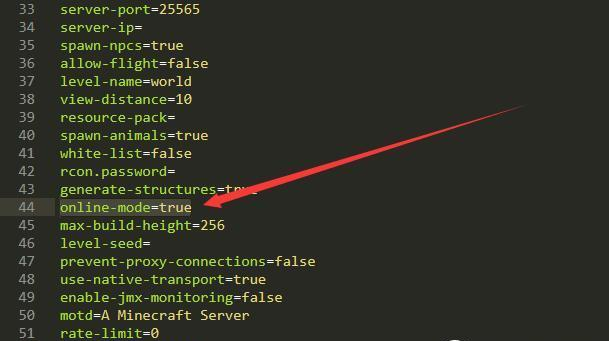 33 server-port=25565
34 server-ip=
35 spawn-npcs=true
36 allow-flight=false
37 level-name=world
38 view-distance=10
39 resource-pack=
40 spawn-animals=true
41 white-list=false
42 rcon.password=
43 generate-structures=true
44 online-mode=true
45 max-build-height=256
46 level-seed=
47 prevent-proxy-connections=false
48 use-native-transport=true
49 enable-jmx-monitoring=false
50 motd=A Minecraft Server
51 rate-limit=0